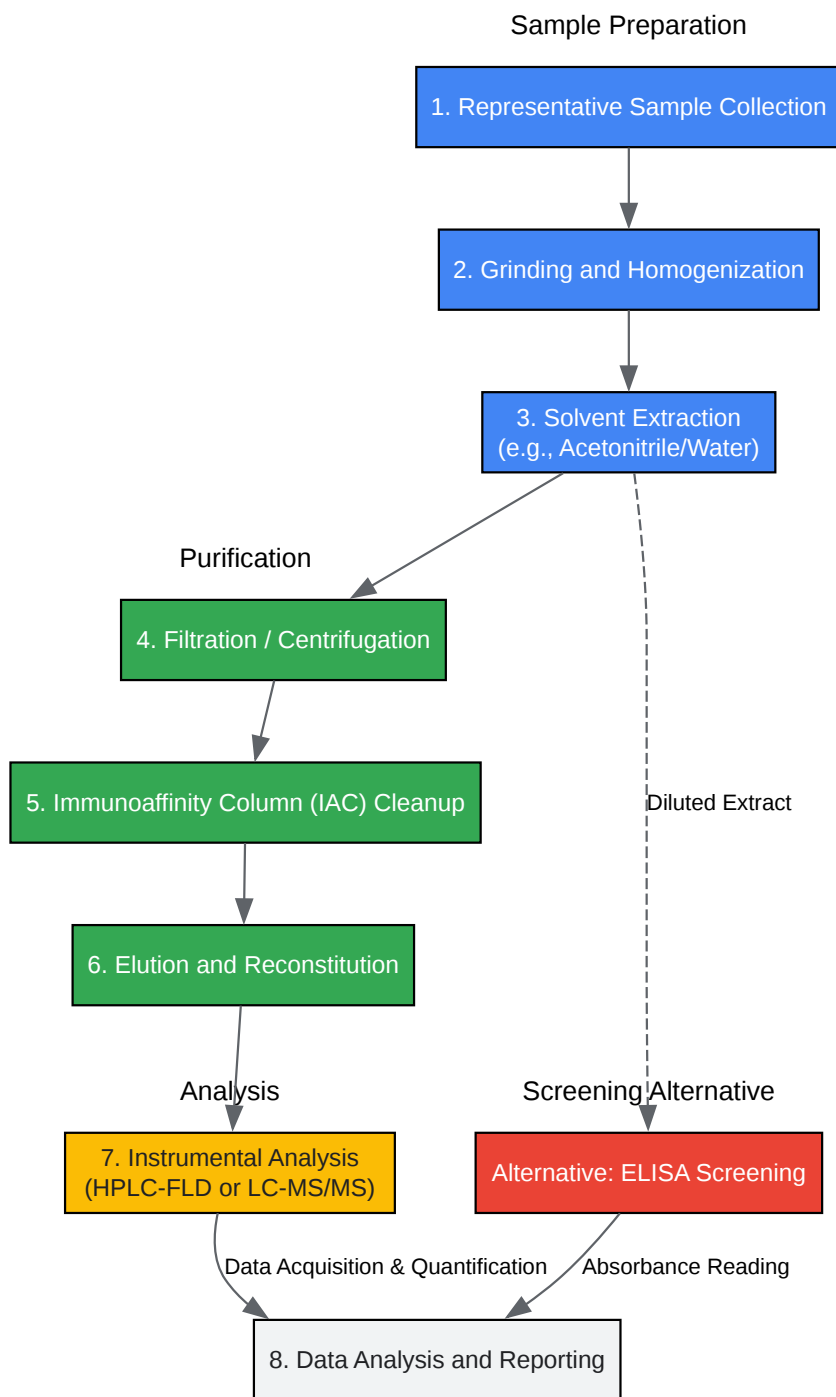 Sample Preparation
1. Representative Sample Collection
2. Grinding and Homogenization
3. Solvent Extraction
(e.g., Acetonitrile/Water)
Purification
4. Filtration / Centrifugation
5. Immunoaffinity Column (IAC) Cleanup
Diluted Extract
6. Elution and Reconstitution
Analysis
Screening Alternative
7. Instrumental Analysis
(HPLC-FLD or LC-MS/MS)
Alternative: ELISA Screening
Data Acquisition & Quantification
Absorbance Reading
8. Data Analysis and Reporting